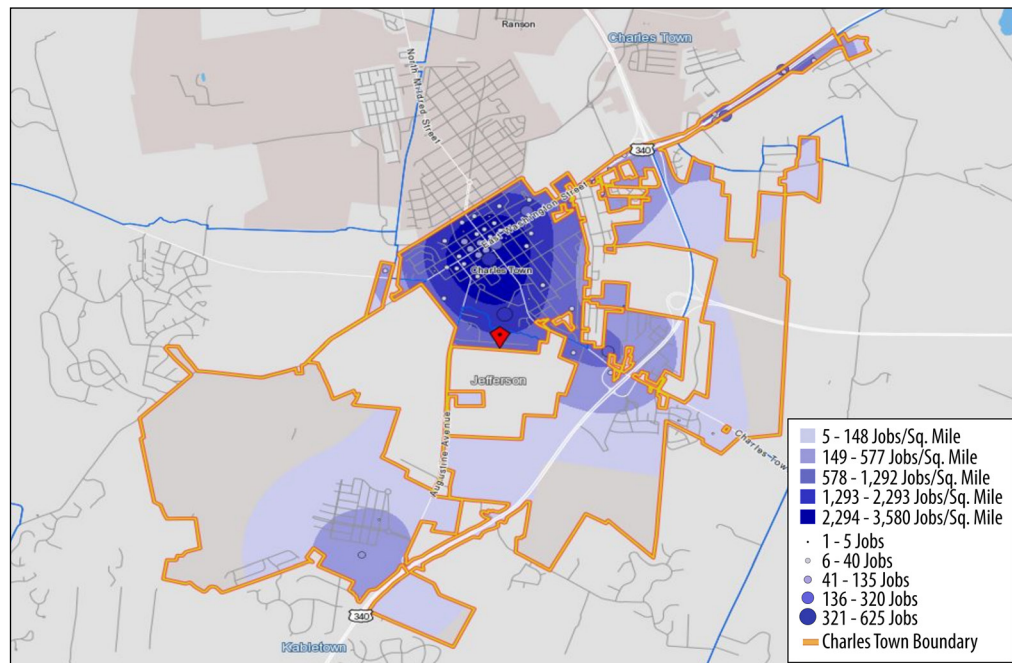 Ranson
Charles Town
North Mildred Street
340
East Washington Street
Charles Town
Jefferson
Augustine Avenue
Charles Tow
340
Kabletown
5 - 148 Jobs/Sq. Mile
149 - 577 Jobs/Sq. Mile
578 - 1,292 Jobs/Sq. Mile
1,293 - 2,293 Jobs/Sq. Mile
2,294 - 3,580 Jobs/Sq. Mile
1 - 5 Jobs
6 - 40 Jobs
41 - 135 Jobs
136 - 320 Jobs
321 - 625 Jobs
Charles Town Boundary